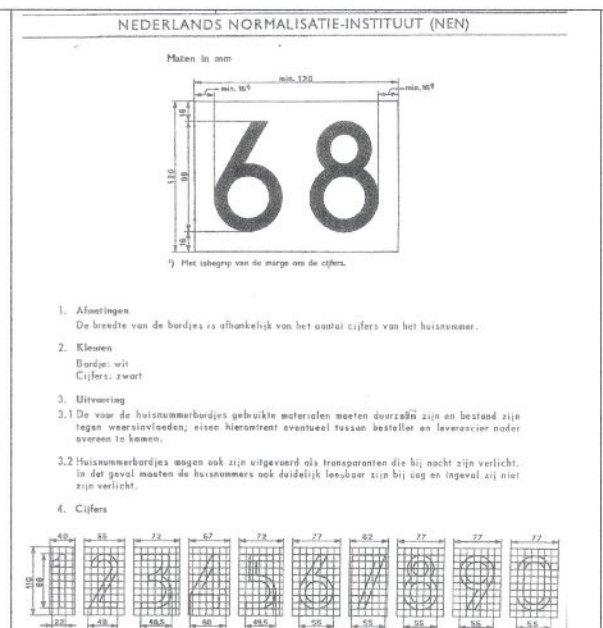 NEDERLANDS NORMALISATIE-INSTITUUT (NEN)
Maten in mm
min. 120
min. 16
min. 16
16
120
88
16
¹) Met inbegrip van de marge om de cijfers.
68
1. Afmetingen
De breedte van de bordjes is afhankelijk van het aantal cijfers van het huisnummer.
2. Kleuren
Bordje: wit
Cijfers: zwart
3. Uitvoering
3.1 De voor de huisnummerbordjes gebruikte materialen moeten duurzaam zijn en bestand zijn
tegen weersinvloeden; eisen hieromtrent eventueel tussen besteller en leverancier nader
overeen te komen.
3.2 Huisnummerbordjes mogen ook zijn uitgevoerd als transparanten die bij nacht zijn verlicht.
In dat geval moeten de huisnummers ook duidelijk leesbaar zijn bij dag en ingeval zij niet
zijn verlicht.
4. Cijfers
40 66 72 67 72 77 62 77 77 77
110
88
1 2 3 4 5 6 7 8 9 0
49,5 55 55 55 55 55